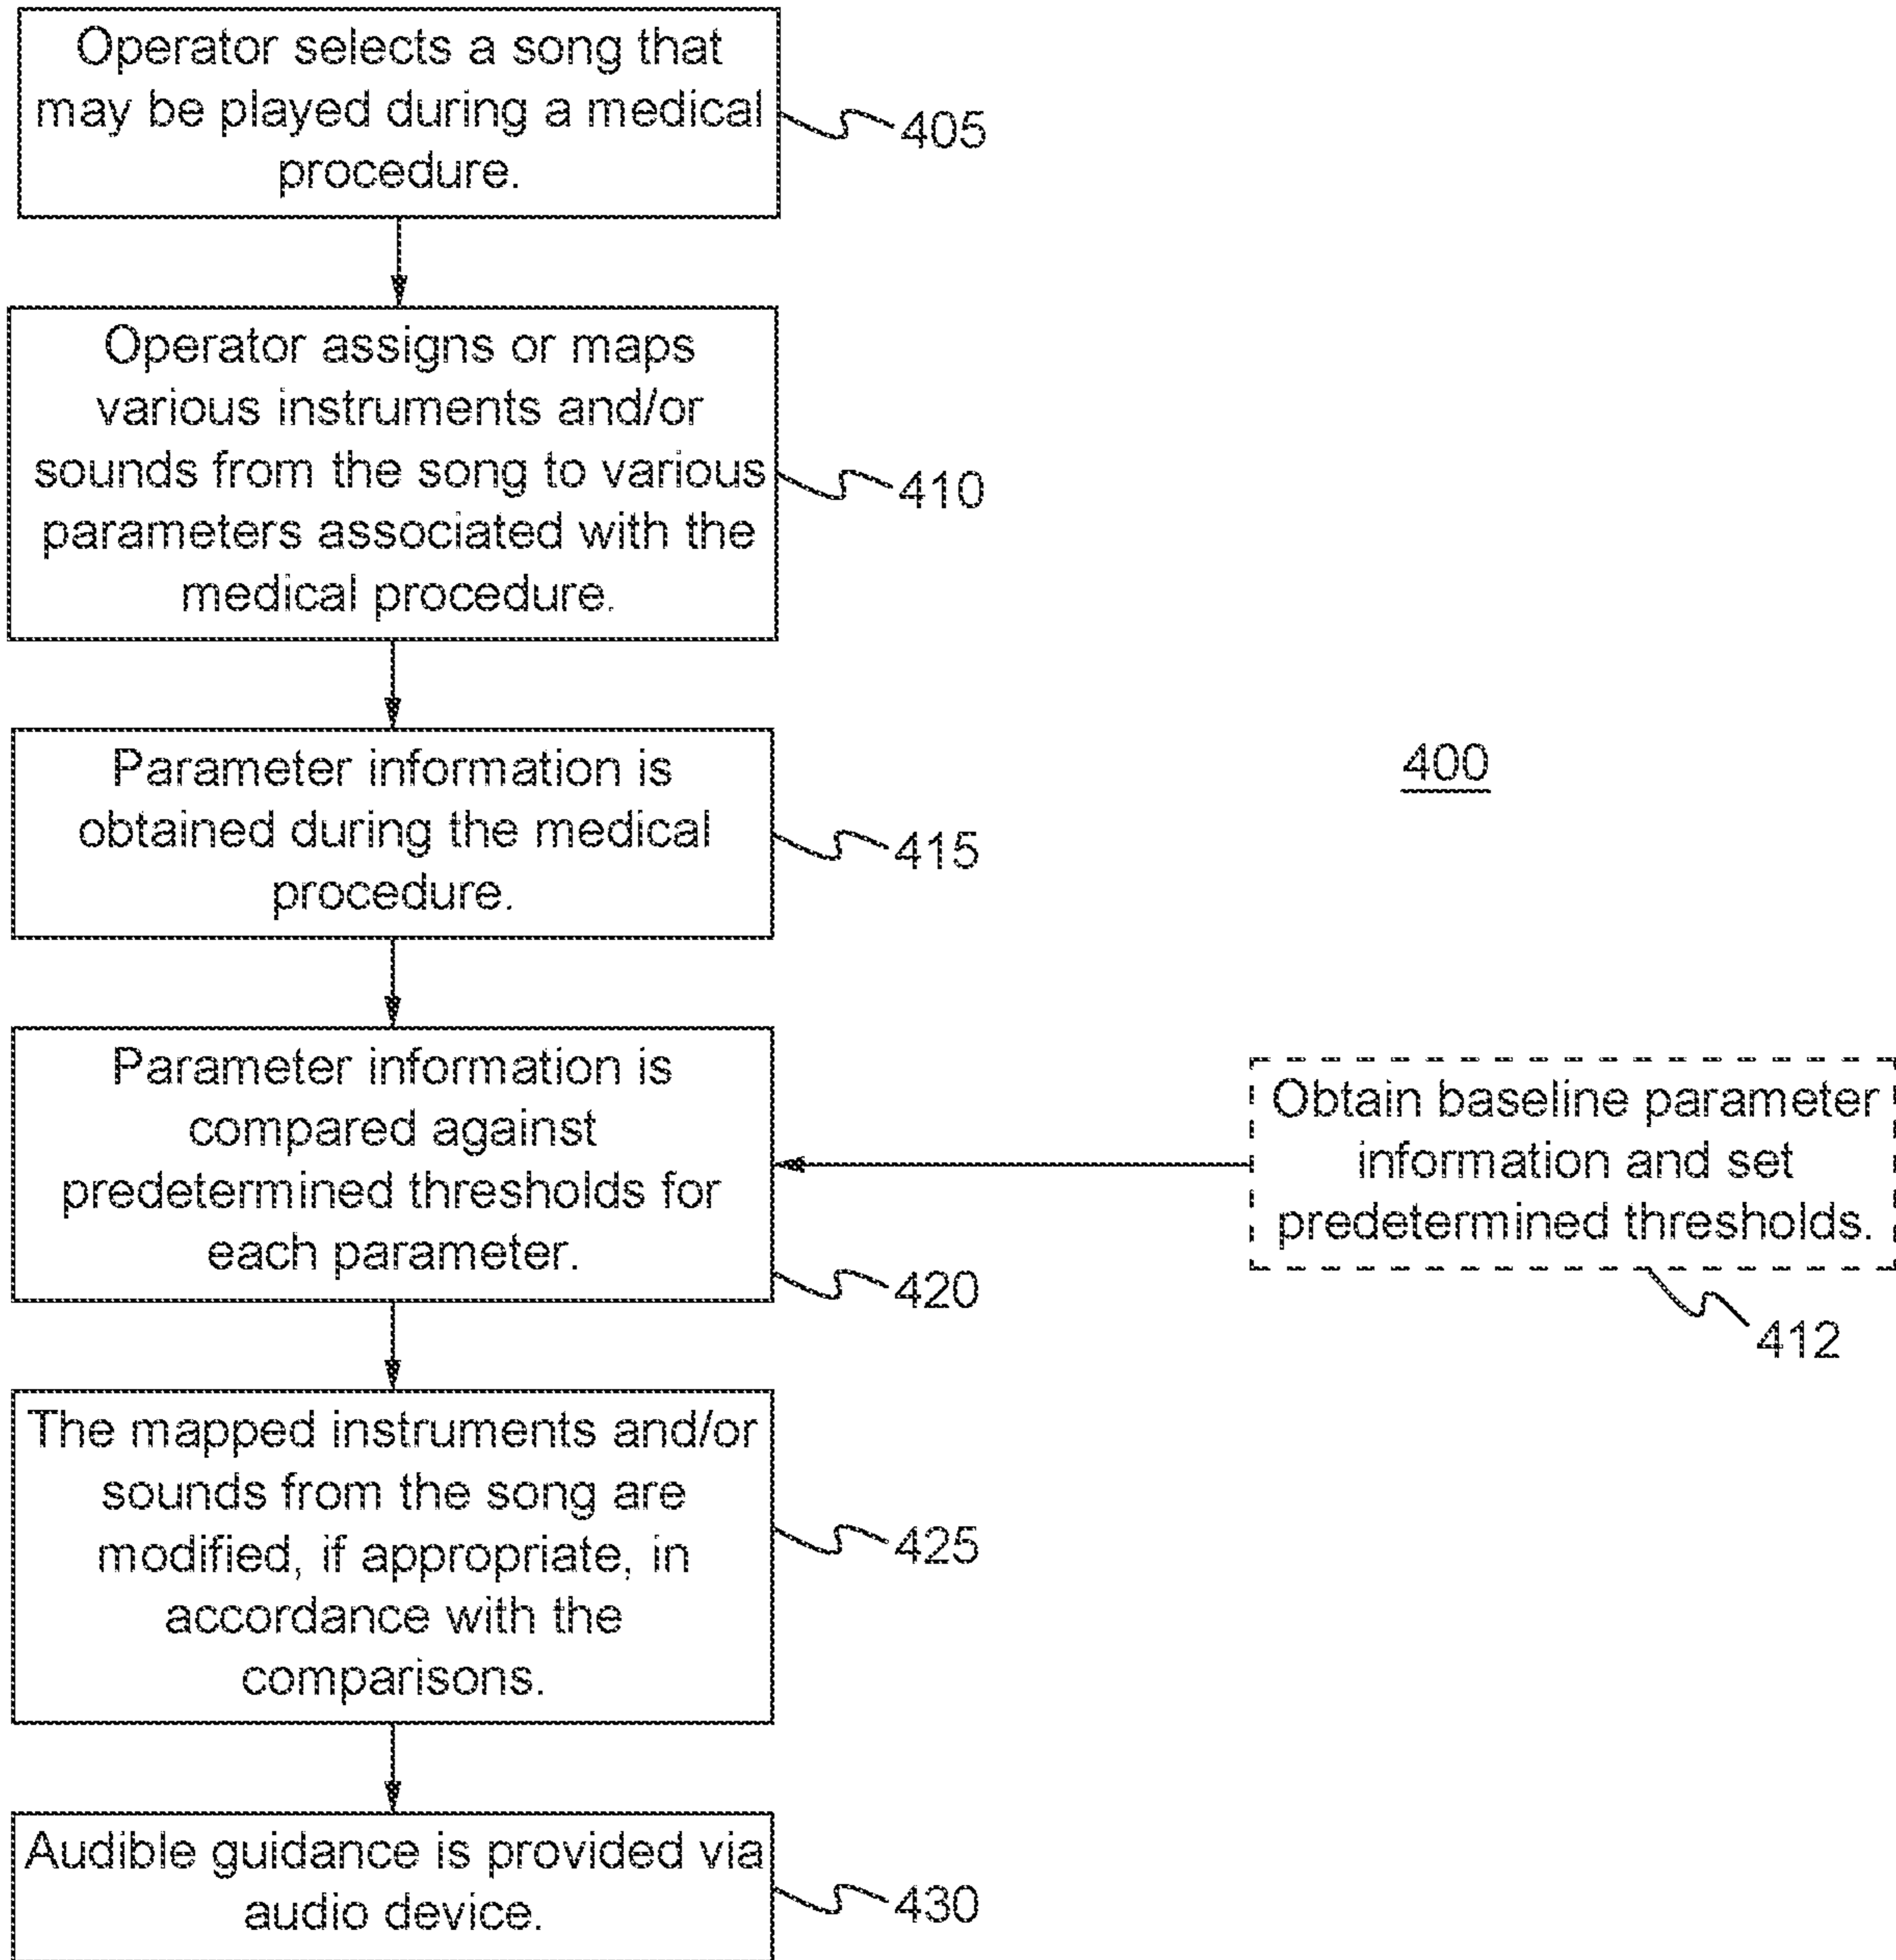 Operator selects a song that
may be played during a medical
procedure.
405
Operator assigns or maps
various instruments and/or
sounds from the song to various
parameters associated with the
medical procedure.
410
Parameter information is
obtained during the medical
procedure.
415
400
Parameter information is
compared against
predetermined thresholds for
each parameter.
420
Obtain baseline parameter
information and set
predetermined thresholds.
412
The mapped instruments and/or
sounds from the song are
modified, if appropriate, in
accordance with the
comparisons.
425
Audible guidance is provided via
audio device.
430